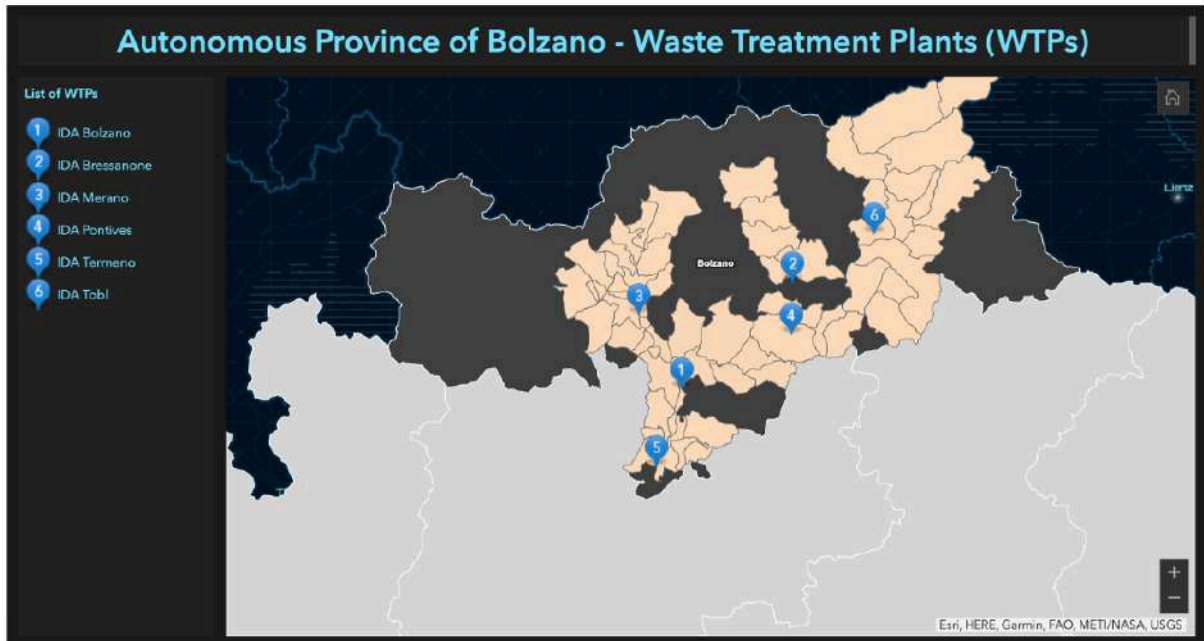 Autonomous Province of Bolzano - Waste Treatment Plants (WTPs)
List of WTPs
1 IDA Bolzano
2 IDA Bressanone
3 IDA Merano
4 IDA Pontives
5 IDA Termeno
6 IDA Tobl
Lienz
6
Bolzano
2
3
4
1
5
+
−
Esri, HERE, Garmin, FAO, METI/NASA, USGS